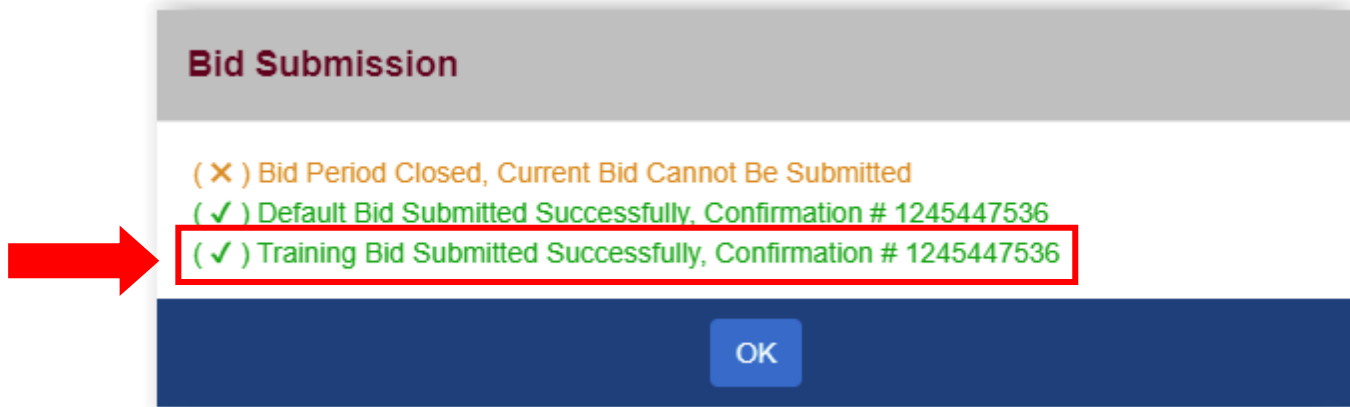 Bid Submission
( ✕ ) Bid Period Closed, Current Bid Cannot Be Submitted
( ✓ ) Default Bid Submitted Successfully, Confirmation # 1245447536
( ✓ ) Training Bid Submitted Successfully, Confirmation # 1245447536
OK